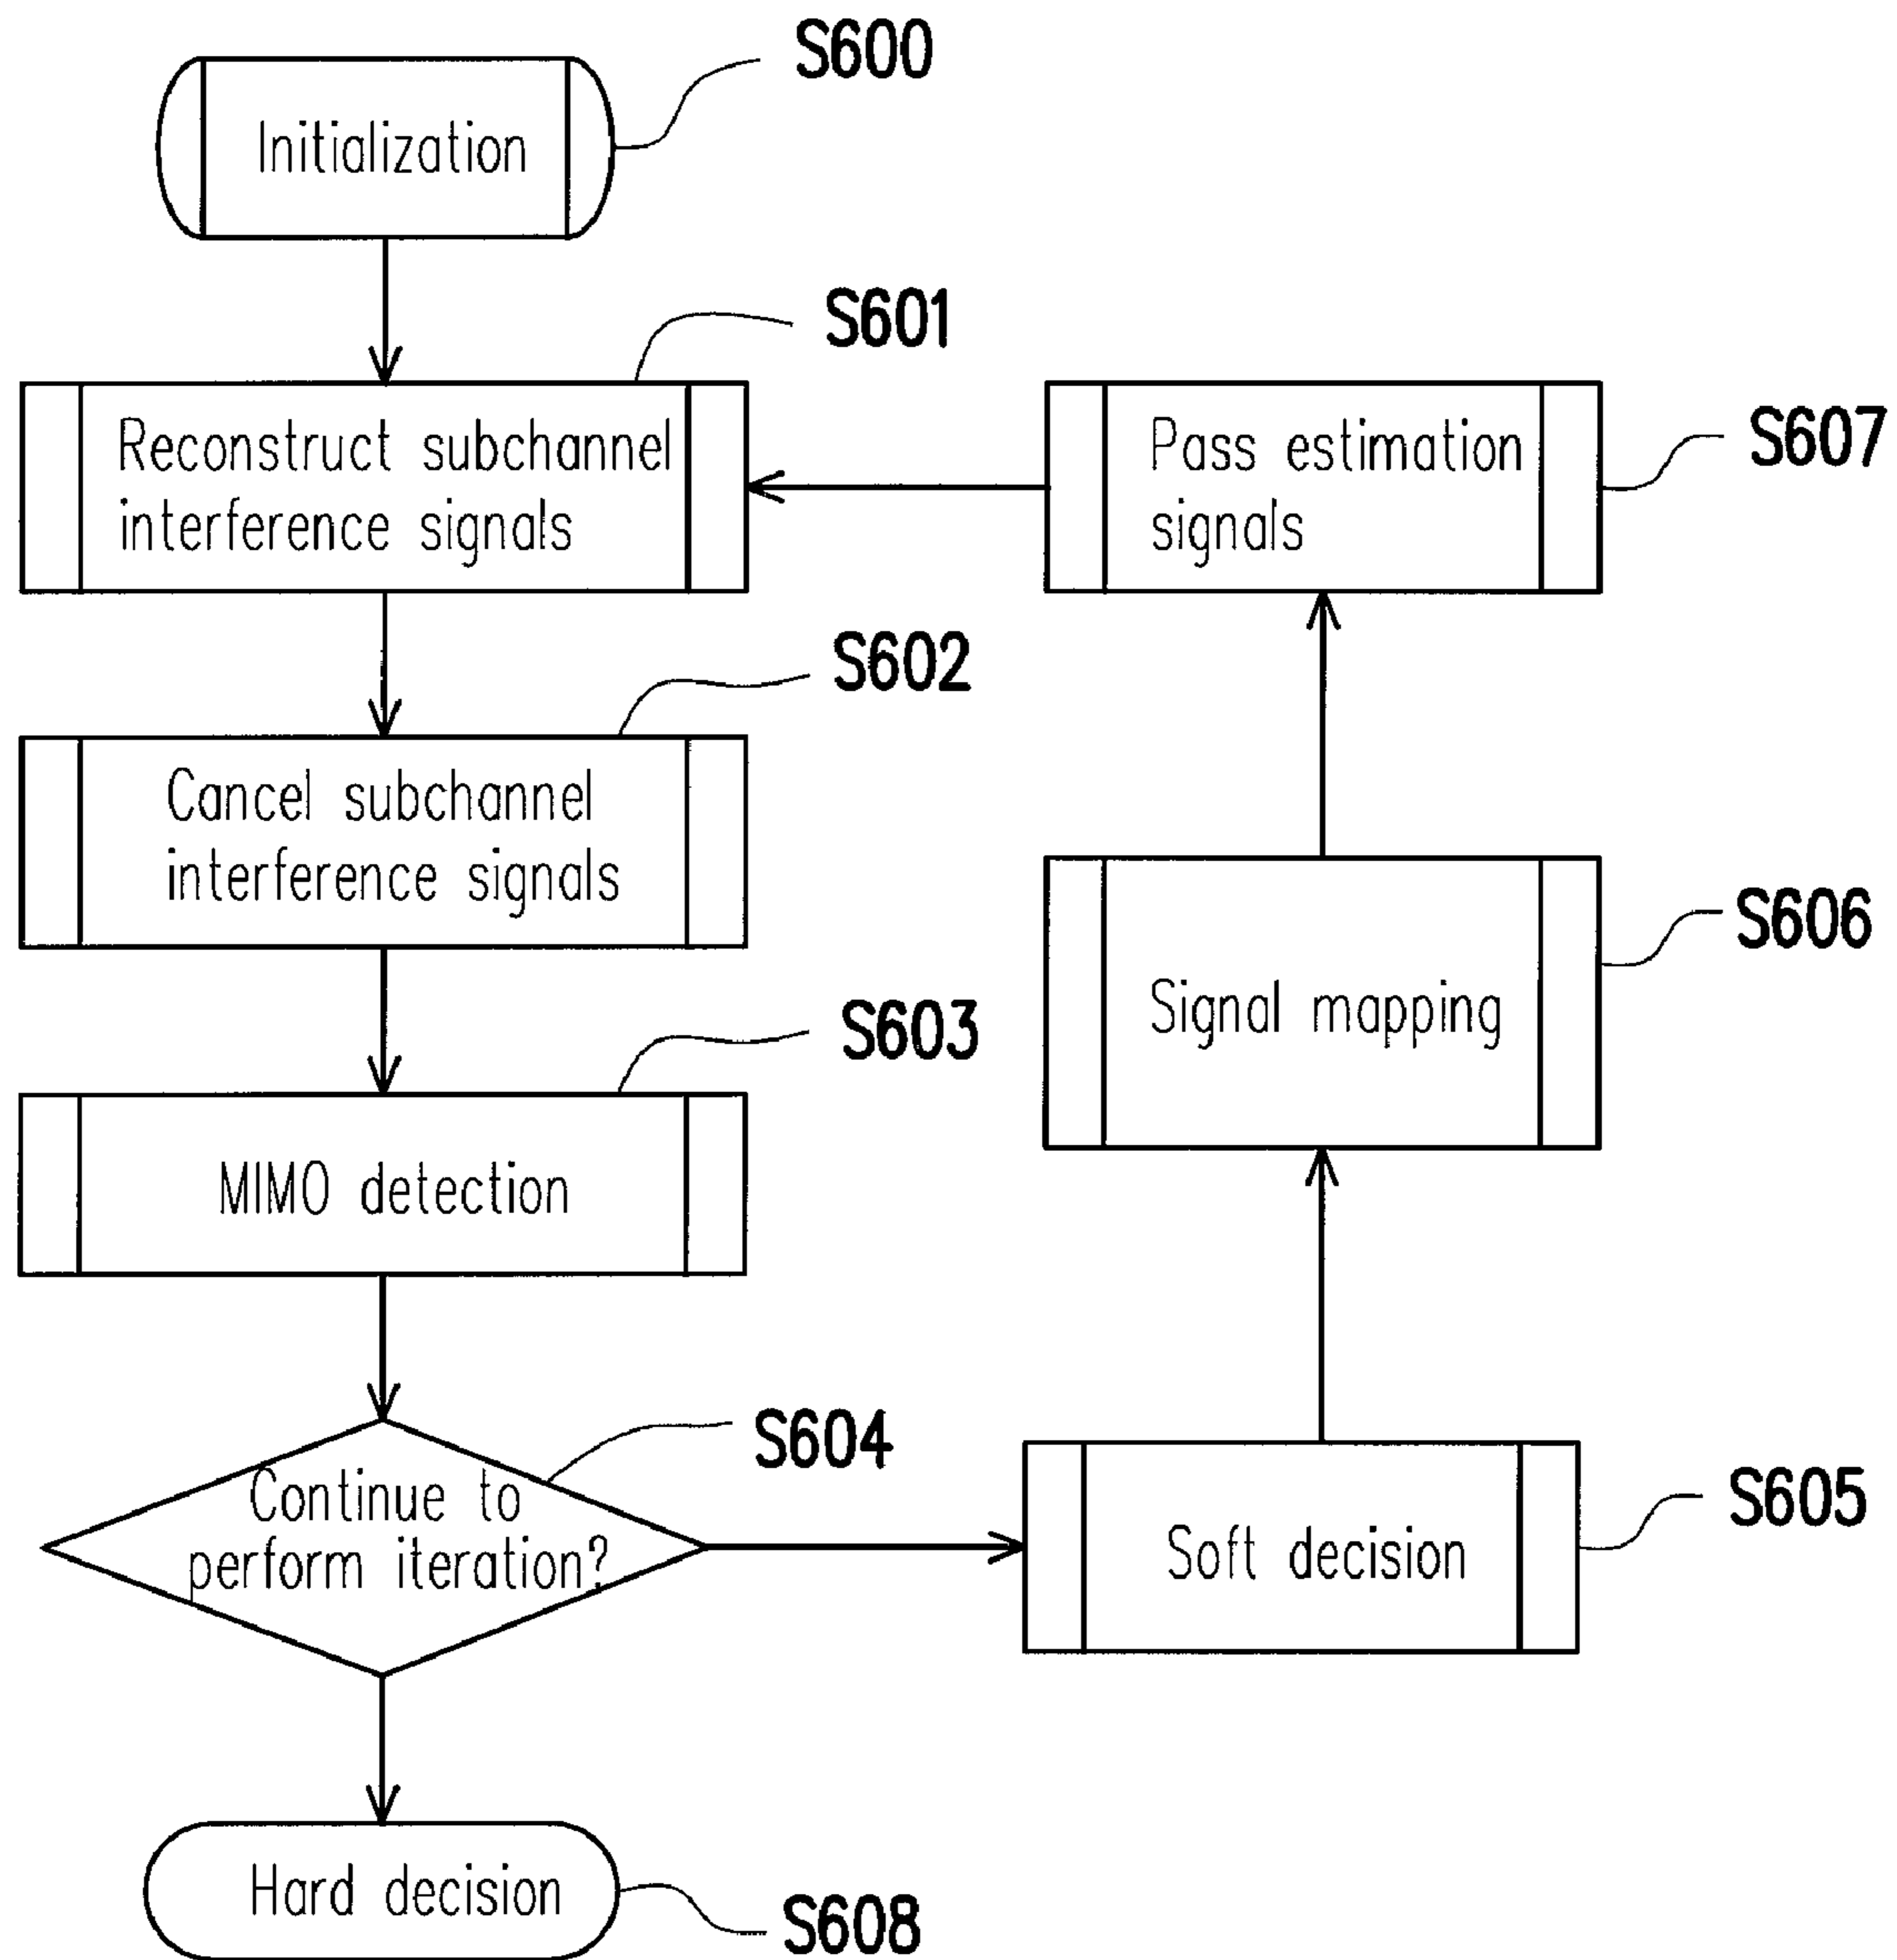 S600
Initialization
S601
Reconstruct subchannel
interference signals
Pass estimation
signals
S607
S602
Cancel subchannel
interference signals
S606
Signal mapping
S603
MIMO detection
S604
Continue to
perform iteration?
S605
Soft decision
Hard decision
S608